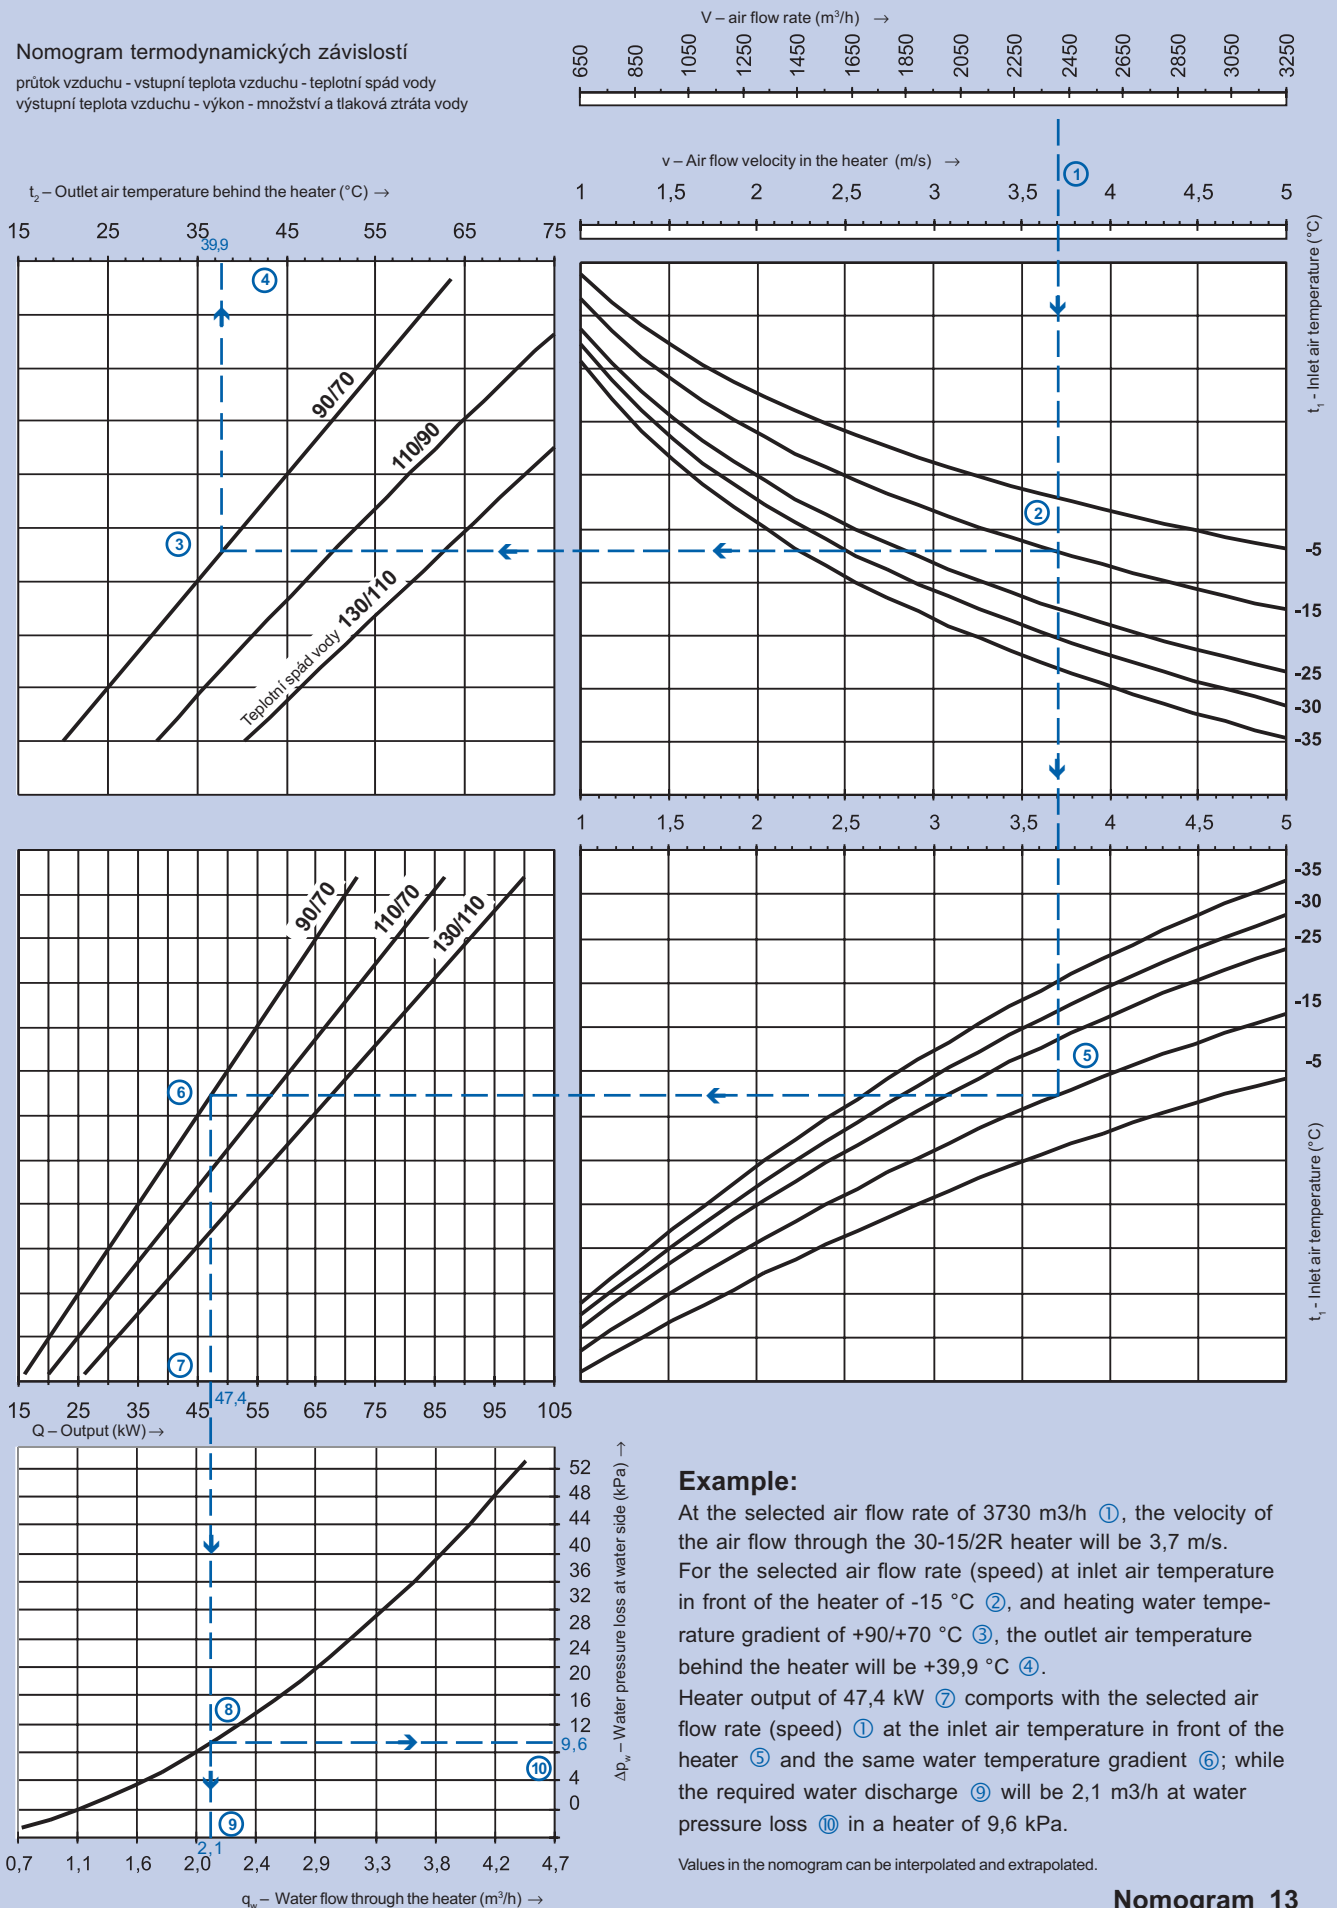 V – air flow rate (m³/h) →
Nomogram termodynamických závislostí
průtok vzduchu - vstupní teplota vzduchu - teplotní spád vody
výstupní teplota vzduchu - výkon - množství a tlaková ztráta vody
650 850 1050 1250 1450 1650 1850 2050 2250 2450 2650 2850 3050 3250
v – Air flow velocity in the heater (m/s) →
①
t₂ – Outlet air temperature behind the heater (°C) →
1 1,5 2 2,5 3 3,5 4 4,5 5
15 25 35 45 55 65 75
39,9
④
t₁ - Inlet air temperature (°C)
90/70
110/90
②
③
-5
Teplotní spád vody 130/110
-15
-25
-30
-35
1 1,5 2 2,5 3 3,5 4 4,5 5
-35
-30
-25
-15
-5
90/70
110/70
130/110
⑤
⑥
t₁ - Inlet air temperature (°C)
⑦
47,4
15 25 35 45 55 65 75 85 95 105
Q – Output (kW) →
52
48
44
40
36
32
28
24
20
16
12
9,6
4
0
Δp_w – Water pressure loss at water side (kPa) →
⑧
⑩
⑨
2,1
0,7 1,1 1,6 2,0 2,4 2,9 3,3 3,8 4,2 4,7
q_w – Water flow through the heater (m³/h) →
Example:
At the selected air flow rate of 3730 m3/h ①, the velocity of
the air flow through the 30-15/2R heater will be 3,7 m/s.
For the selected air flow rate (speed) at inlet air temperature
in front of the heater of -15 °C ②, and heating water tempe-
rature gradient of +90/+70 °C ③, the outlet air temperature
behind the heater will be +39,9 °C ④.
Heater output of 47,4 kW ⑦ comports with the selected air
flow rate (speed) ① at the inlet air temperature in front of the
heater ⑤ and the same water temperature gradient ⑥; while
the required water discharge ⑨ will be 2,1 m3/h at water
pressure loss ⑩ in a heater of 9,6 kPa.
Values in the nomogram can be interpolated and extrapolated.
Nomogram 13